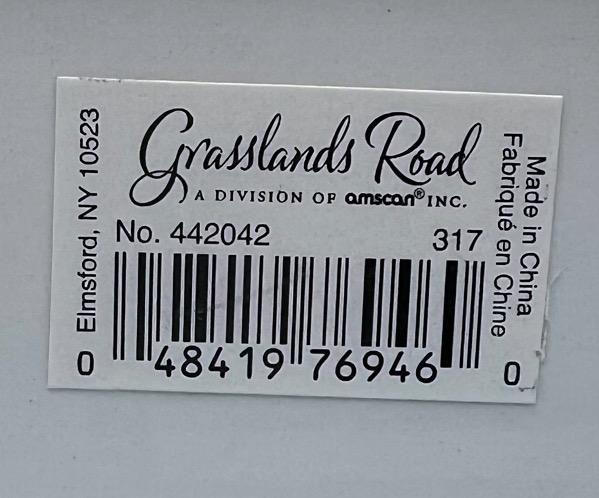 Grasslands Road
A DIVISION OF amscan® INC.
No. 442042 317
0 48419 76946 0
Elmsford, NY 10523
Made in China
Fabriqué en Chine